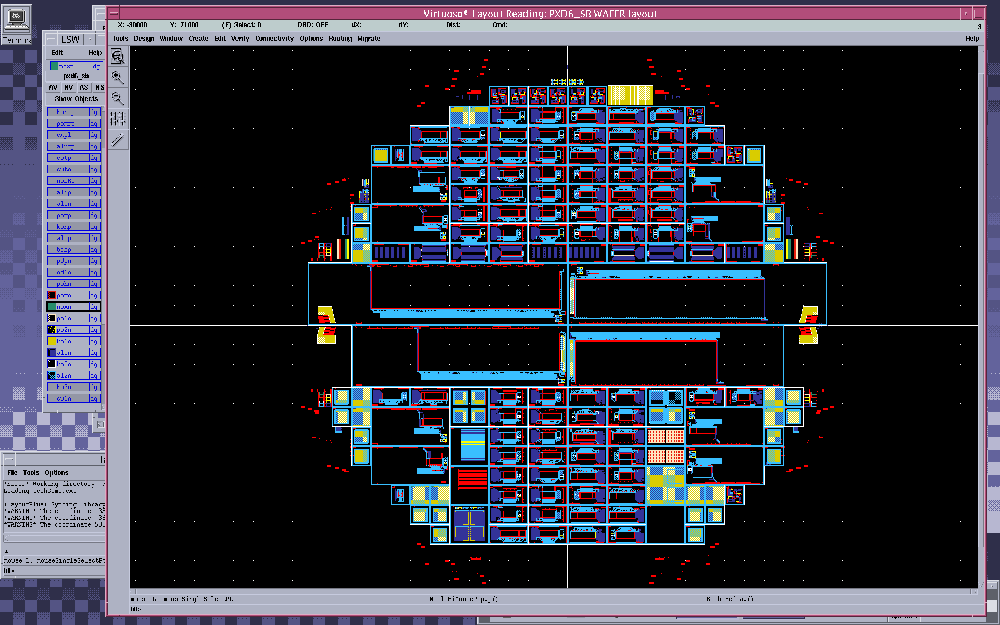 Virtuoso® Layout Reading: PXD6_SB WAFER layout
X: -98000 Y: 71000 (F) Select: 0 DRD: OFF dX: dY: Dist: Cmd:
3
Tools Design Window Create Edit Verify Connectivity Options Routing Migrate Help
Termina
LSW
Edit Help
noxn dg
pxd6_sb
AV NV AS NS
Show Objects
konrp dg
poxrp dg
expl dg
alurp dg
cutp dg
cutn dg
noDRC dg
alip dg
alin dg
poxp dg
konp dg
alup dg
bcbp dg
pdpn dg
nd1n dg
pshn dg
poxn dg
noxn dg
po1n dg
po2n dg
ko1n dg
al1n dg
ko2n dg
al2n dg
ko3n dg
cu1n dg
File Tools Options
*Error* Working directory, /
Loading techComp.cxt
(layoutPlus) Syncing library
*WARNING* The coordinate -35
*WARNING* The coordinate -36
*WARNING* The coordinate 585
mouse L: mouseSingleSelectPt
hll>
mouse L: mouseSingleSelectPt M: leHiMousePopUp() R: hiRedraw()
hll>